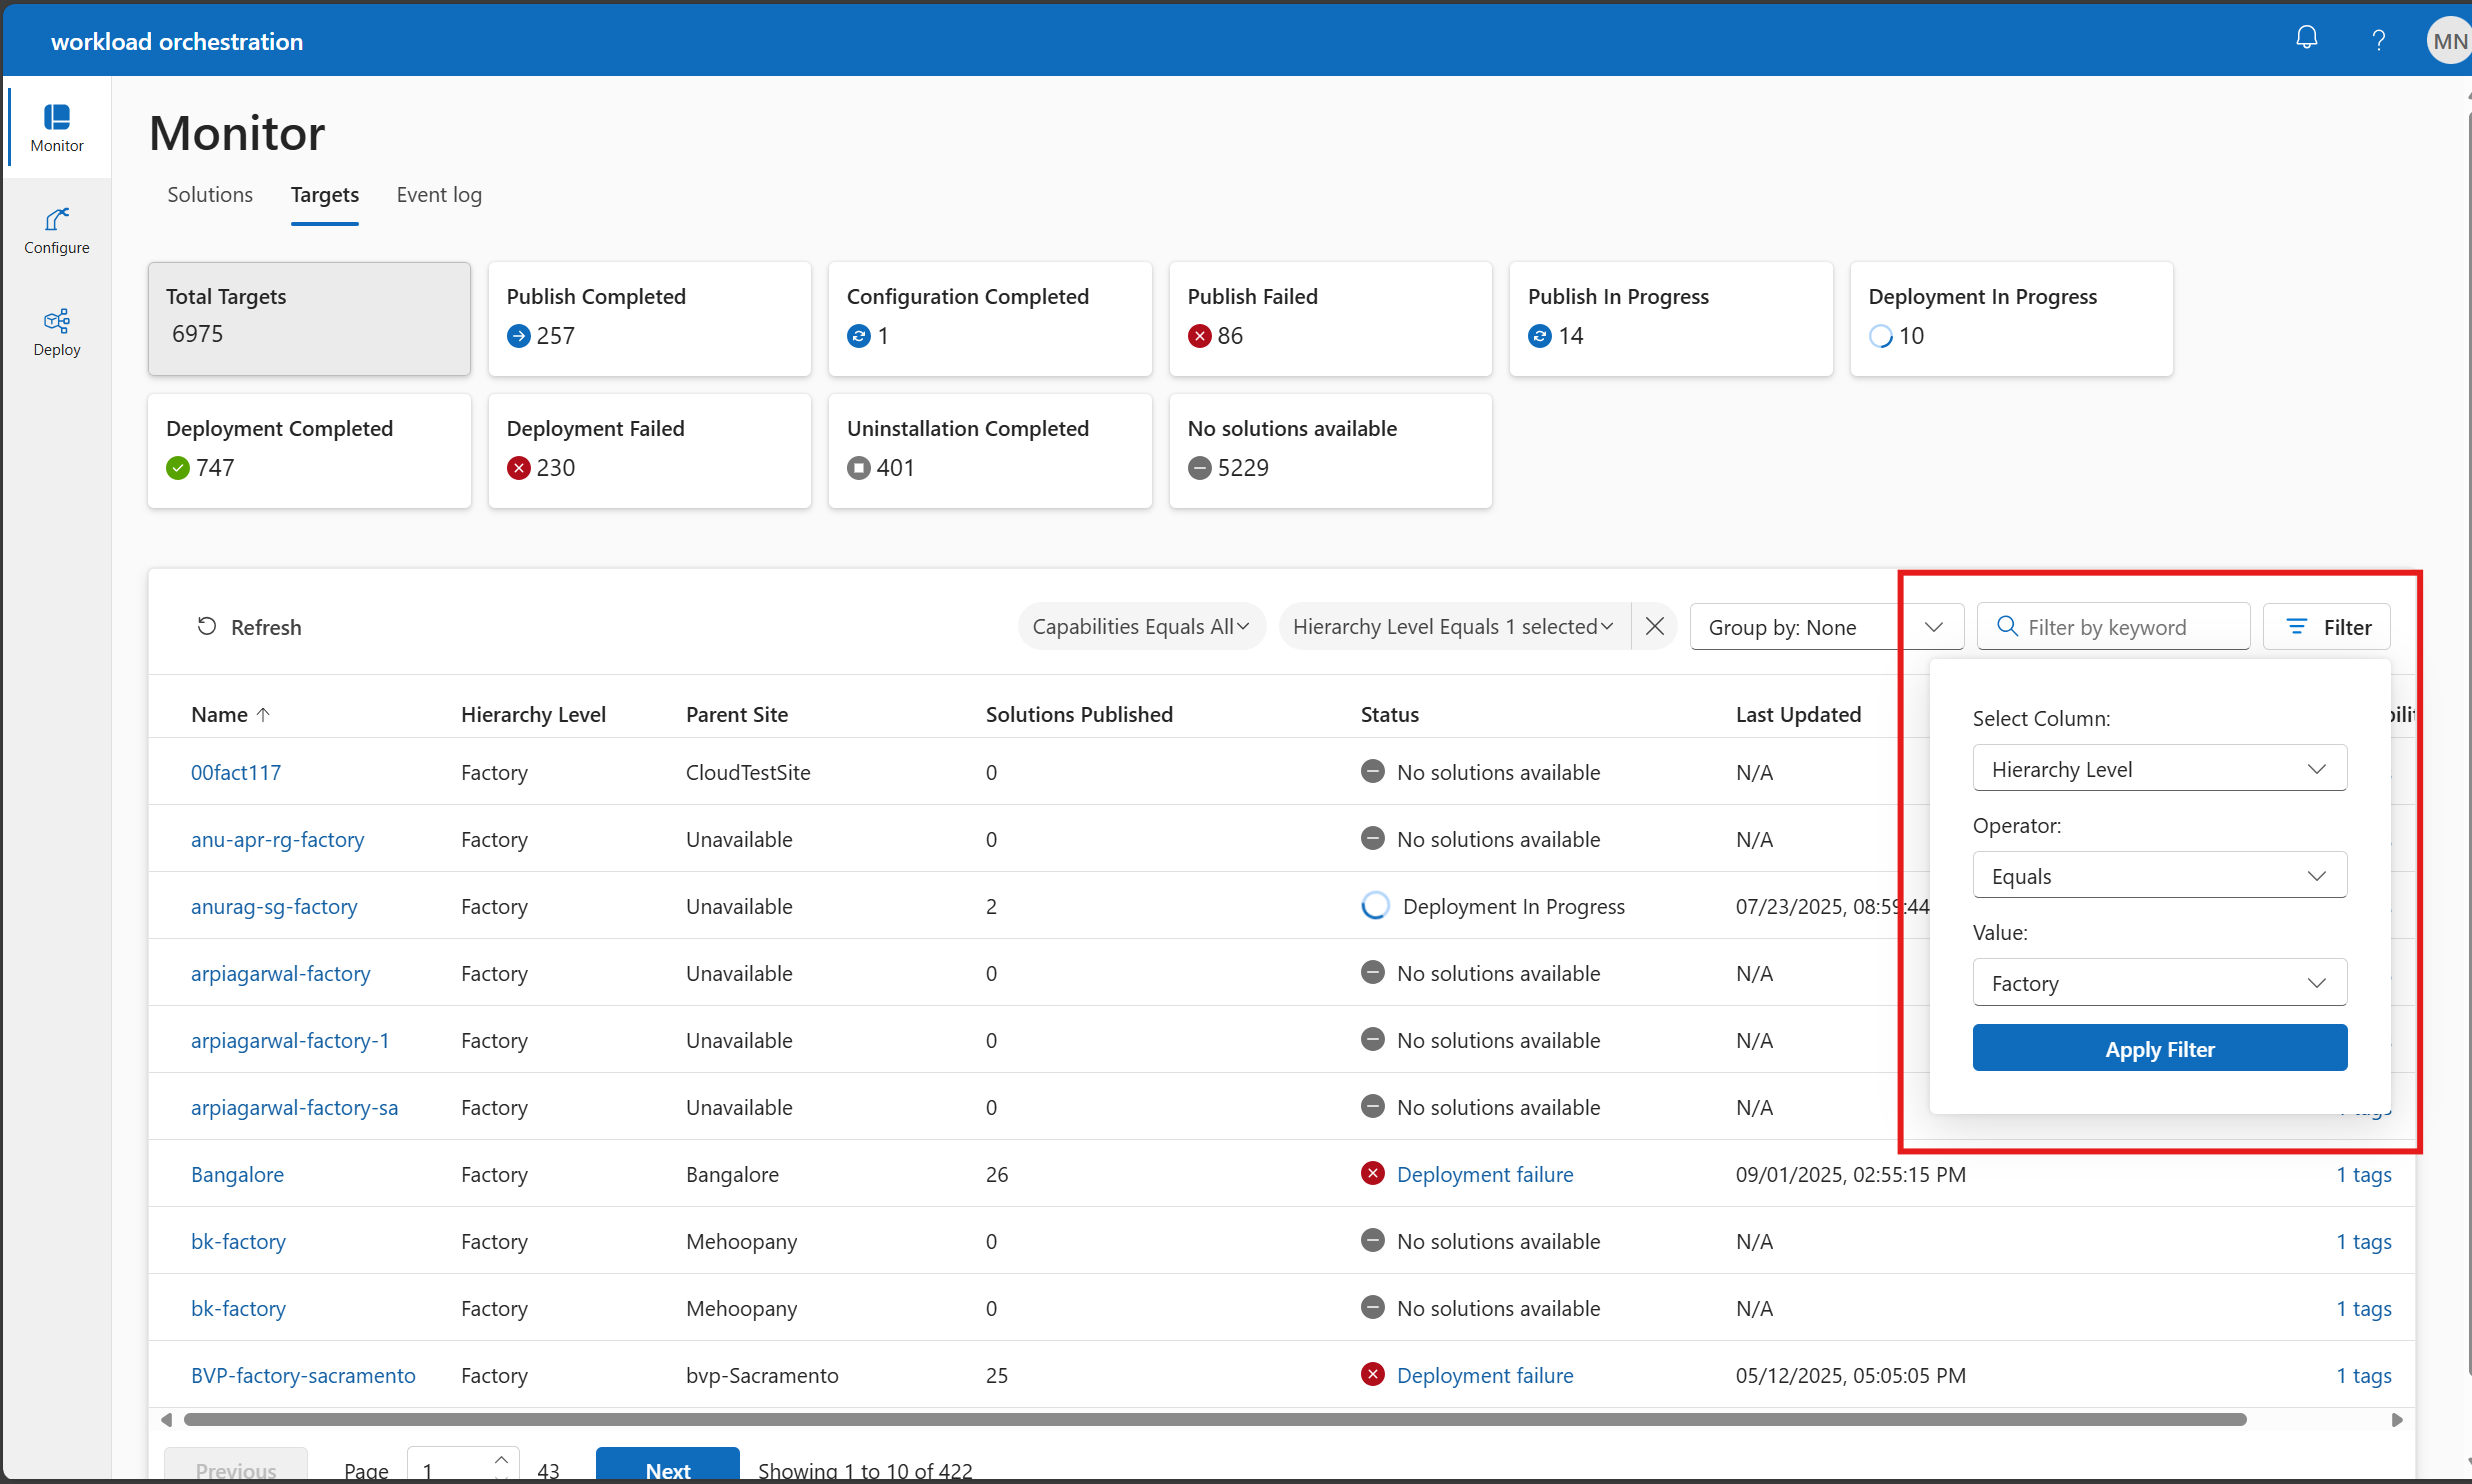 workload orchestration
MN
Monitor
Configure
Deploy
Monitor
Solutions
Targets
Event log
Total Targets
6975
Publish Completed
257
Configuration Completed
1
Publish Failed
86
Publish In Progress
14
Deployment In Progress
10
Deployment Completed
747
Deployment Failed
230
Uninstallation Completed
401
No solutions available
5229
Refresh
Capabilities Equals All
Hierarchy Level Equals 1 selected
Group by: None
Filter by keyword
Filter
Name Hierarchy Level Parent Site Solutions Published Status Last Updated
00fact117 Factory CloudTestSite 0 No solutions available N/A
anu-apr-rg-factory Factory Unavailable 0 No solutions available N/A
anurag-sg-factory Factory Unavailable 2 Deployment In Progress 07/23/2025, 08:59:44
arpiagarwal-factory Factory Unavailable 0 No solutions available N/A
arpiagarwal-factory-1 Factory Unavailable 0 No solutions available N/A
arpiagarwal-factory-sa Factory Unavailable 0 No solutions available N/A
Bangalore Factory Bangalore 26 Deployment failure 09/01/2025, 02:55:15 PM 1 tags
bk-factory Factory Mehoopany 0 No solutions available N/A 1 tags
bk-factory Factory Mehoopany 0 No solutions available N/A 1 tags
BVP-factory-sacramento Factory bvp-Sacramento 25 Deployment failure 05/12/2025, 05:05:05 PM 1 tags
Select Column:
Hierarchy Level
Operator:
Equals
Value:
Factory
Apply Filter
Previous
Page 1 43
Next
Showing 1 to 10 of 422